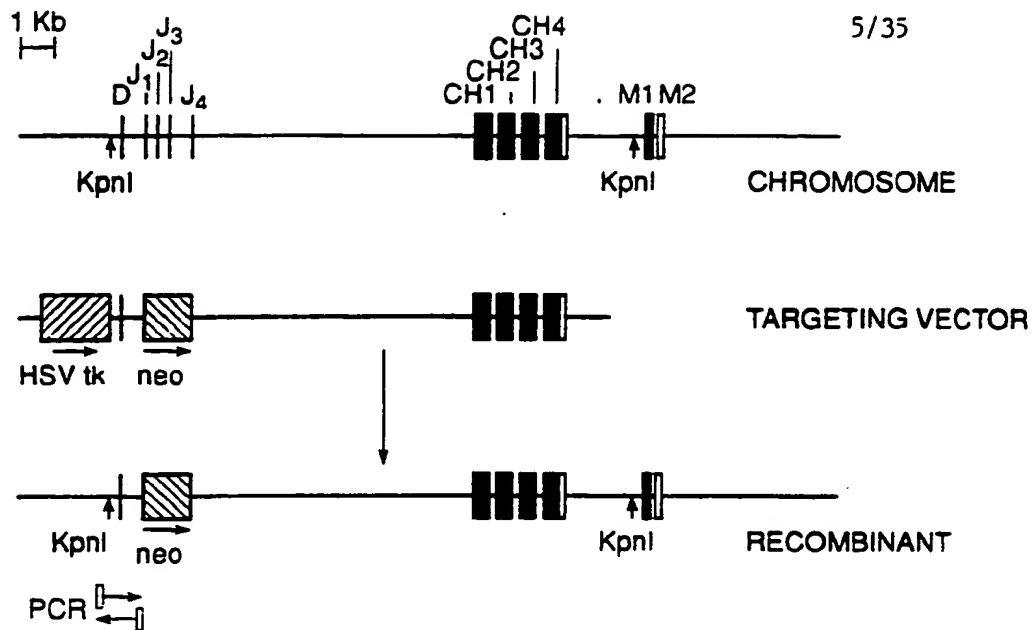 1 Kb
5/35
D J₁ J₂ J₃ J₄
CH1 CH2 CH3 CH4
M1 M2
KpnI KpnI
CHROMOSOME
TARGETING VECTOR
HSV tk neo
KpnI neo KpnI
RECOMBINANT
PCR